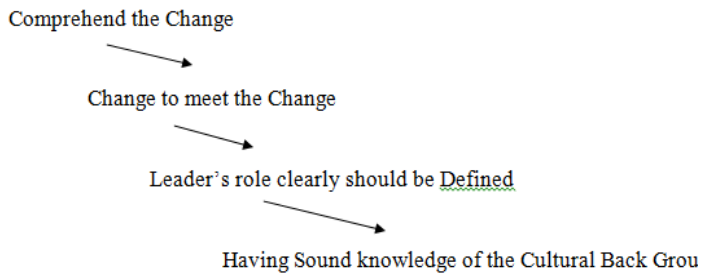 Comprehend the Change
Change to meet the Change
Leader's role clearly should be Defined
Having Sound knowledge of the Cultural Back Grou